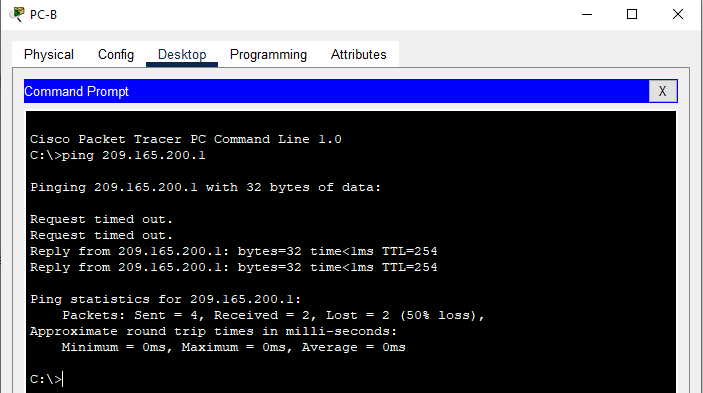 PC-B
Physical Config Desktop Programming Attributes
Command Prompt X
Cisco Packet Tracer PC Command Line 1.0
C:\>ping 209.165.200.1
Pinging 209.165.200.1 with 32 bytes of data:
Request timed out.
Request timed out.
Reply from 209.165.200.1: bytes=32 time<1ms TTL=254
Reply from 209.165.200.1: bytes=32 time<1ms TTL=254
Ping statistics for 209.165.200.1:
Packets: Sent = 4, Received = 2, Lost = 2 (50% loss),
Approximate round trip times in milli-seconds:
Minimum = 0ms, Maximum = 0ms, Average = 0ms
C:\>